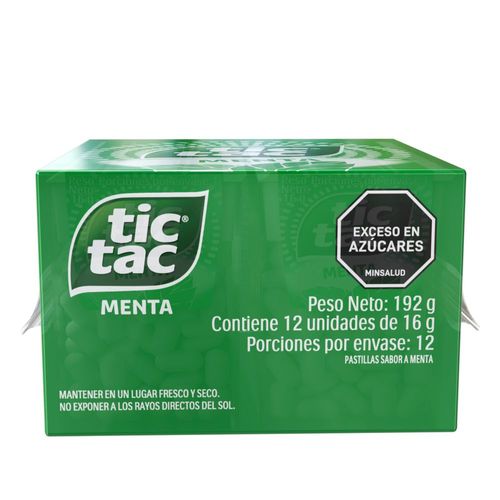 MENTA
tic®
tac
MENTA
EXCESO EN
AZÚCARES
MINSALUD
Peso Neto: 192 g
Contiene 12 unidades de 16 g
Porciones por envase: 12
PASTILLAS SABOR A MENTA
MANTENER EN UN LUGAR FRESCO Y SECO.
NO EXPONER A LOS RAYOS DIRECTOS DEL SOL.